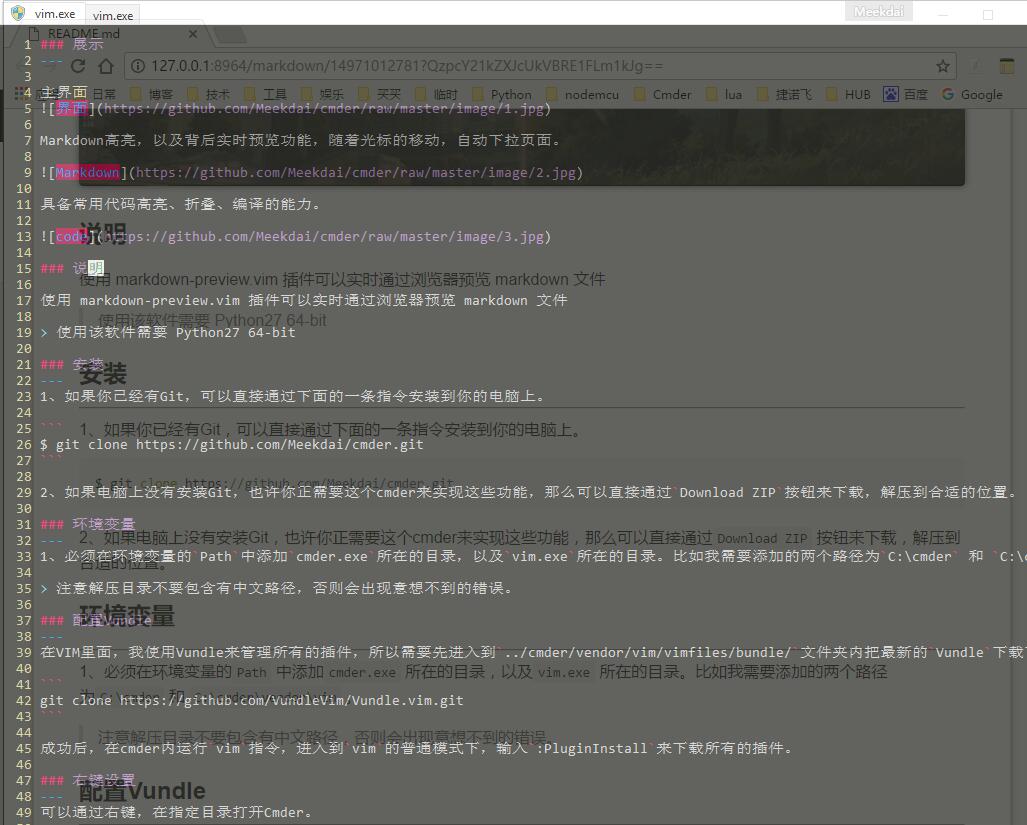 vim.exe
vim.exe
Meekdai
README.md
127.0.0.1:8964/markdown/149710127817QzpcY21kZXJcUkVBRE1FLm1kJg==
日常
博客
技术
工具
娱乐
买买
临时
Python
nodemcu
Cmder
lua
捷诺飞
HUB
百度
Google
1 ### 展示
2 ---
3
4 主界面
5 ![界面](https://github.com/Meekdai/cmder/raw/master/image/1.jpg)
6
7 Markdown高亮，以及背后实时预览功能，随着光标的移动，自动下拉页面。
8
9 ![Markdown](https://github.com/Meekdai/cmder/raw/master/image/2.jpg)
10
11 具备常用代码高亮、折叠、编译的能力。
12
13 ![code](https://github.com/Meekdai/cmder/raw/master/image/3.jpg)
14
15 ### 说明
16
17 使用 markdown-preview.vim 插件可以实时通过浏览器预览 markdown 文件
18
19 > 使用该软件需要 Python27 64-bit
20
21 ### 安装
22 ---
23 1、如果你已经有Git，可以直接通过下面的一条指令安装到你的电脑上。
24
25 ```
26 $ git clone https://github.com/Meekdai/cmder.git
27 ```
28
29 2、如果电脑上没有安装Git，也许你正需要这个cmder来实现这些功能，那么可以直接通过`Download ZIP`按钮来下载，解压到合适的位置。
30
31 ### 环境变量
32 ---
33 1、必须在环境变量的`Path`中添加`cmder.exe`所在的目录，以及`vim.exe`所在的目录。比如我需要添加的两个路径为`C:\cmder` 和 `C:\c
34
35 > 注意解压目录不要包含有中文路径，否则会出现意想不到的错误。
36
37 ### 配置Vundle
38 ---
39 在VIM里面，我使用Vundle来管理所有的插件，所以需要先进入到`../cmder/vendor/vim/vimfiles/bundle/`文件夹内把最新的`Vundle`下载
40
41 ```
42 git clone https://github.com/VundleVim/Vundle.vim.git
43 ```
44
45 成功后，在cmder内运行`vim`指令，进入到`vim`的普通模式下，输入`:PluginInstall`来下载所有的插件。
46
47 ### 右键设置
48 ---
49 可以通过右键，在指定目录打开Cmder。
说明
使用 markdown-preview.vim 插件可以实时通过浏览器预览 markdown 文件
使用该软件需要 Python27 64-bit
安装
1、如果你已经有Git，可以直接通过下面的一条指令安装到你的电脑上。
$ git clone https://github.com/Meekdai/cmder.git
2、如果电脑上没有安装Git，也许你正需要这个cmder来实现这些功能，那么可以直接通过 Download ZIP 按钮来下载，解压到
合适的位置。
环境变量
1、必须在环境变量的 Path 中添加 cmder.exe 所在的目录，以及 vim.exe 所在的目录。比如我需要添加的两个路径
为 C:\cmder 和
注意解压目录不要包含有中文路径，否则会出现意想不到的错误。
配置Vundle